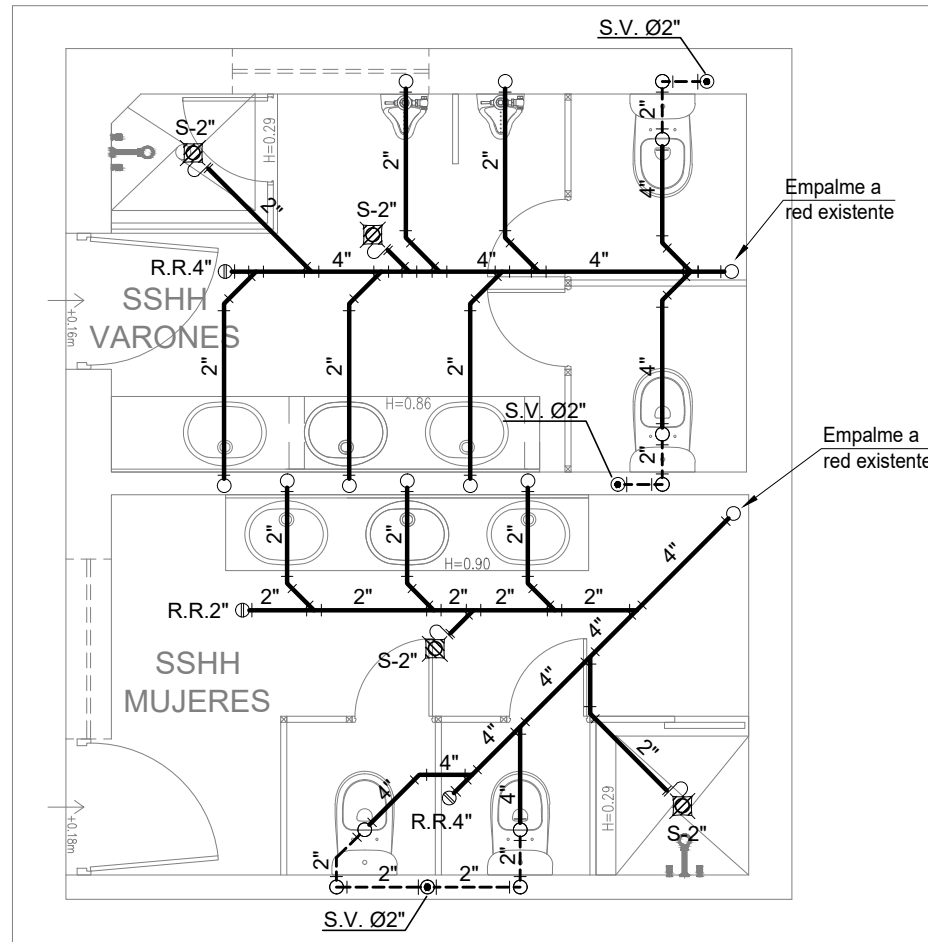 S.V. Ø2"
2"
S-2"
H=0.29
2"
2"
4"
Empalme a
red existente
2"
S-2"
R.R.4"
4"
4"
4"
SSHH
VARONES
+0.16m
2"
2"
2"
4"
H=0.86
S.V. Ø2"
2"
Empalme a
red existente
2"
2"
2"
4"
H=0.90
R.R.2"
2"
2"
2"
2"
2"
4"
S-2"
SSHH
MUJERES
4"
4"
2"
4"
4"
4"
R.R.4"
H=0.29
S-2"
+0.18m
2"
2"
2"
2"
S.V. Ø2"